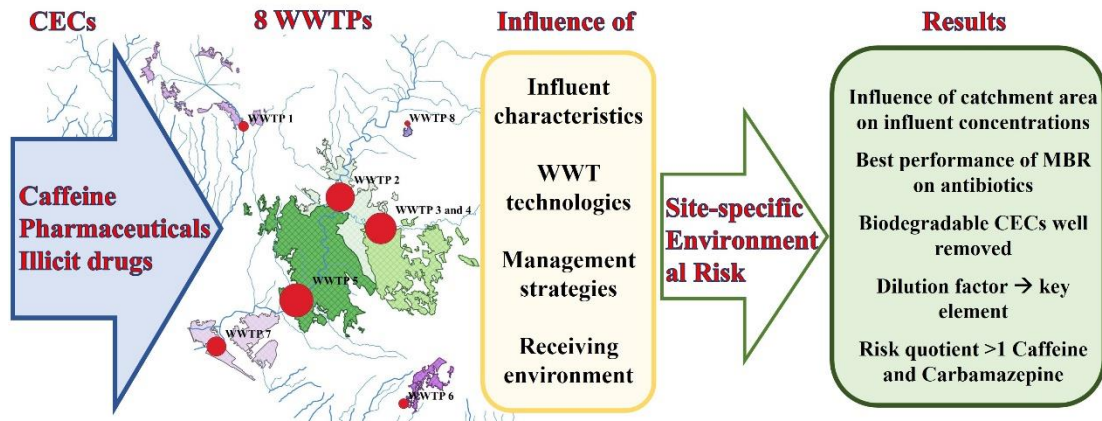 CECs
8 WWTPs
Influence of
Results
Caffeine
Pharmaceuticals
Illicit drugs
WWTP 1
WWTP 8
WWTP 2
WWTP 3 and 4
WWTP 5
WWTP 7
WWTP 6
Influent
characteristics
WWT
technologies
Management
strategies
Receiving
environment
Site-specific
Environment
al Risk
Influence of catchment area
on influent concentrations
Best performance of MBR
on antibiotics
Biodegradable CECs well
removed
Dilution factor → key
element
Risk quotient >1 Caffeine
and Carbamazepine